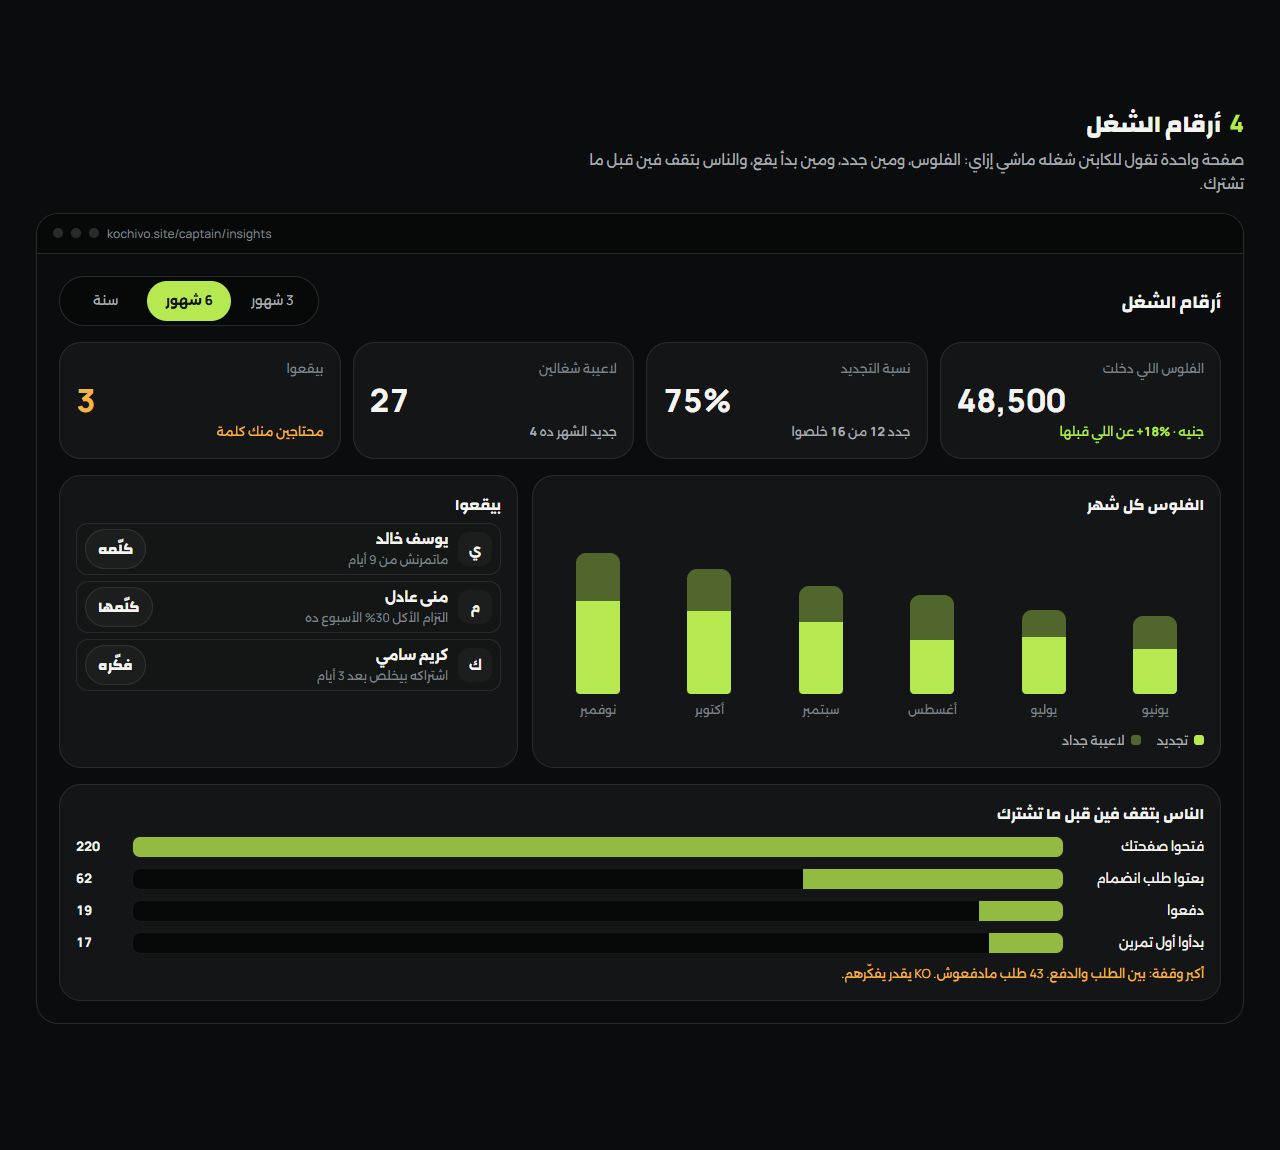 4 أرقام الشغل
صفحة واحدة تقول للكابتن شغله ماشي إزاي: الفلوس، ومين جدد، ومين بدأ يقع، والناس بتقف فين قبل ما
تشترك.
kochivo.site/captain/insights
أرقام الشغل
3 شهور
6 شهور
سنة
الفلوس اللي دخلت
48,500
جنيه · +18% عن اللي قبلها
نسبة التجديد
75%
جدد 12 من 16 خلصوا
لاعيبة شغالين
27
جديد الشهر ده 4
بيقعوا
3
محتاجين منك كلمة
الفلوس كل شهر
يونيو
يوليو
أغسطس
سبتمبر
أكتوبر
نوفمبر
تجديد
لاعيبة جداد
بيقعوا
ي
يوسف خالد
ماتمرنش من 9 أيام
كلّمه
م
منى عادل
التزام الأكل 30% الأسبوع ده
كلّمها
ك
كريم سامي
اشتراكه بيخلص بعد 3 أيام
فكّره
الناس بتقف فين قبل ما تشترك
فتحوا صفحتك
220
بعتوا طلب انضمام
62
دفعوا
19
بدأوا أول تمرين
17
أكبر وقفة: بين الطلب والدفع. 43 طلب مادفعوش. KO يقدر يفكّرهم.